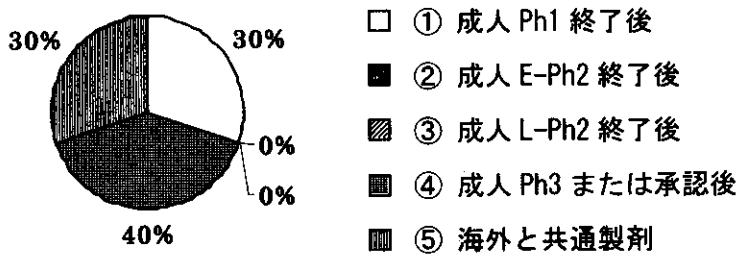 30%
30%
0%
0%
40%
□ ① 成人 Ph1 終了後
■ ② 成人 E-Ph2 終了後
▨ ③ 成人 L-Ph2 終了後
▦ ④ 成人 Ph3 または承認後
▥ ⑤ 海外と共通製剤